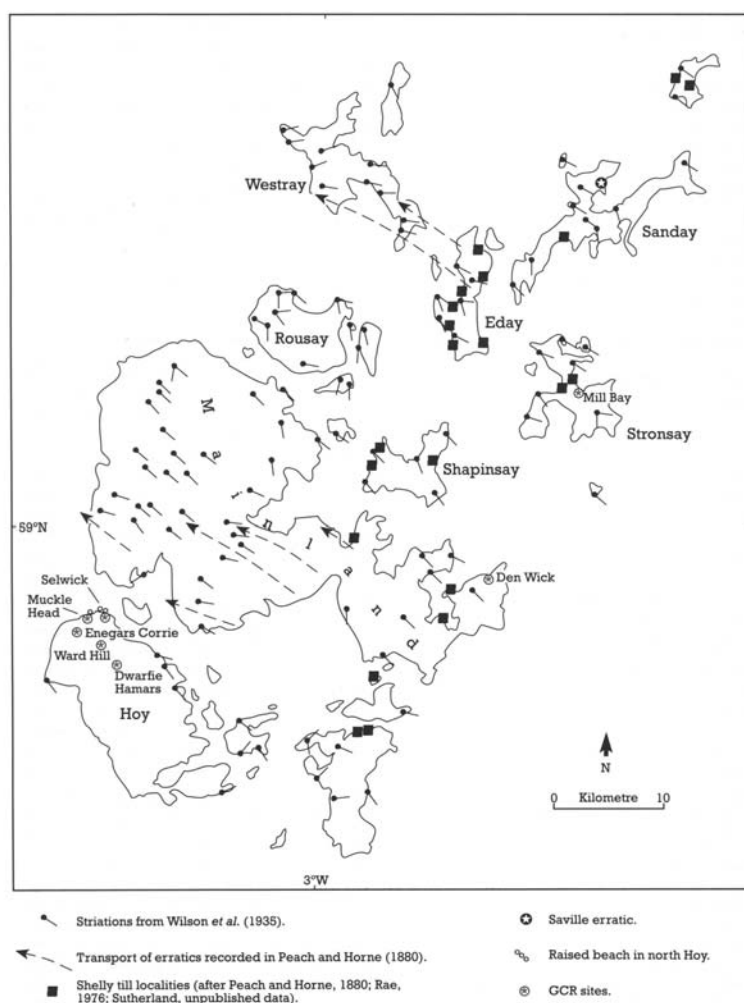 Westray
Sanday
Rousay
Eday
Mill Bay
Stronsay
Shapinsay
Mainland
59°N
Den Wick
Selwick
Muckle
Head
Enegars Corrie
Ward Hill
Dwarfie
Hamars
Hoy
N
0 Kilometre 10
3°W
Striations from Wilson et al. (1935).
Transport of erratics recorded in Peach and Horne (1880).
Shelly till localities (after Peach and Horne, 1880; Rae,
1976; Sutherland, unpublished data).
Saville erratic.
Raised beach in north Hoy.
GCR sites.